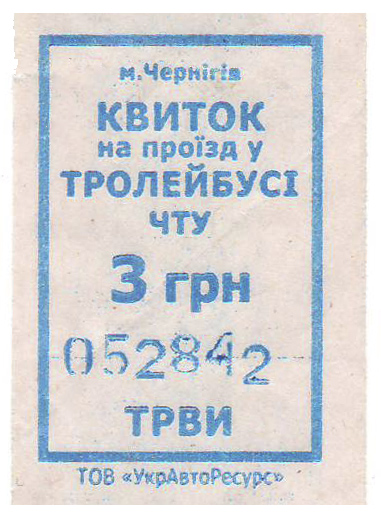 м.Чернігів
КВИТОК
на проїзд у
ТРОЛЕЙБУСІ
ЧТУ
3 грн
052842
ТРВИ
ТОВ «УкрАвтоРесурс»